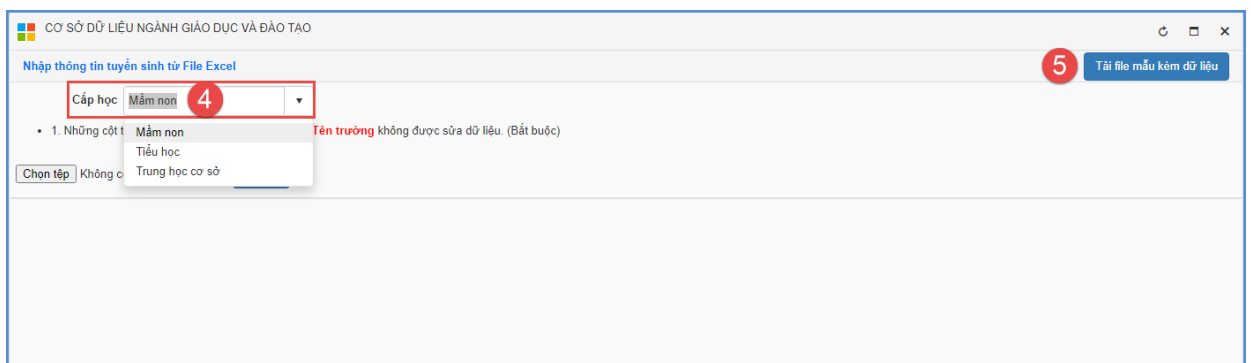 CƠ SỞ DỮ LIỆU NGÀNH GIÁO DỤC VÀ ĐÀO TẠO
Nhập thông tin tuyển sinh từ File Excel
5
Tải file mẫu kèm dữ liệu
Cấp học Mầm non 4
1. Những cột Tên trường không được sửa dữ liệu. (Bắt buộc)
Mầm non
Tiểu học
Trung học cơ sở
Chọn tệp Không